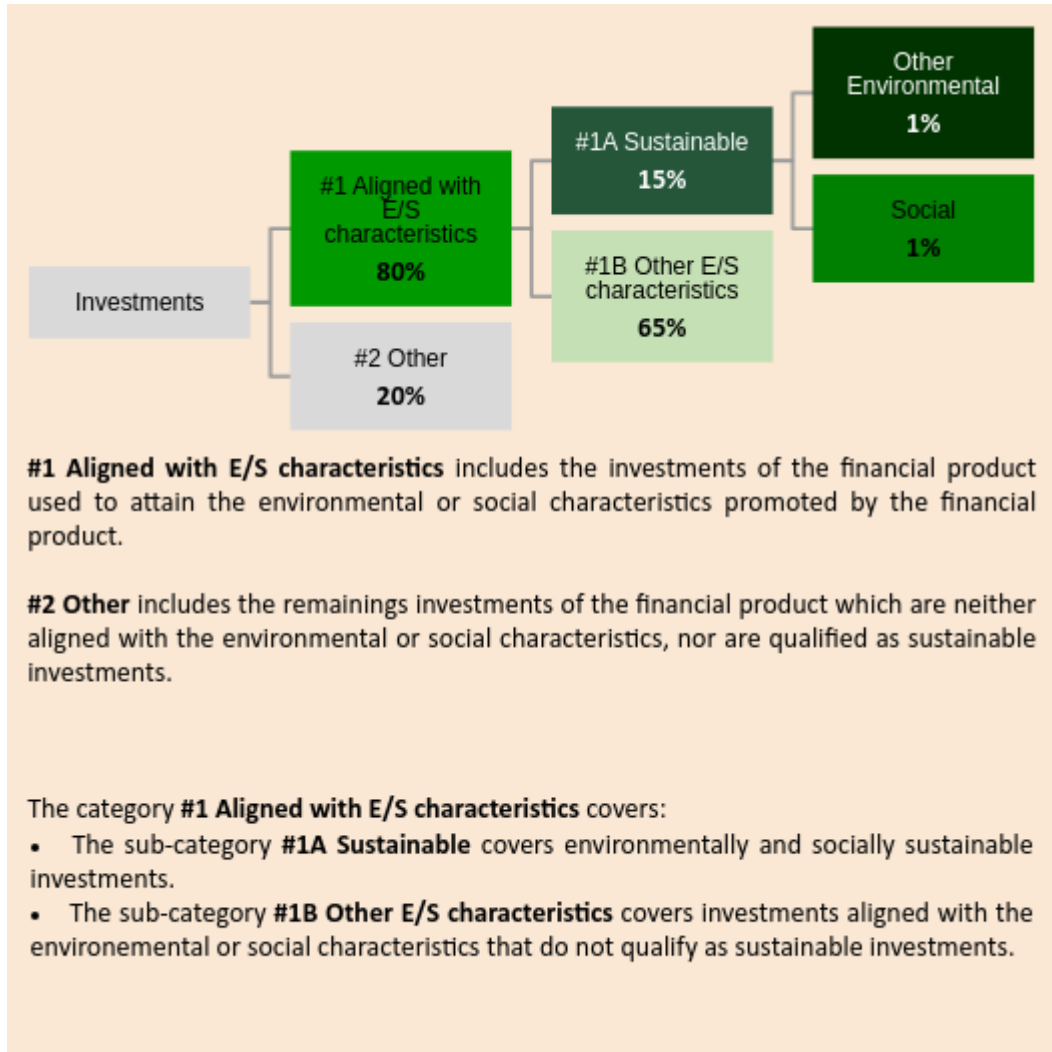 Other
Environmental
1%
#1A Sustainable
15%
#1 Aligned with
E/S
characteristics
80%
Social
1%
#1B Other E/S
characteristics
65%
Investments
#2 Other
20%
#1 Aligned with E/S characteristics includes the investments of the financial product
used to attain the environmental or social characteristics promoted by the financial
product.
#2 Other includes the remainings investments of the financial product which are neither
aligned with the environmental or social characteristics, nor are qualified as sustainable
investments.
The category #1 Aligned with E/S characteristics covers:
• The sub-category #1A Sustainable covers environmentally and socially sustainable
investments.
• The sub-category #1B Other E/S characteristics covers investments aligned with the
environemental or social characteristics that do not qualify as sustainable investments.